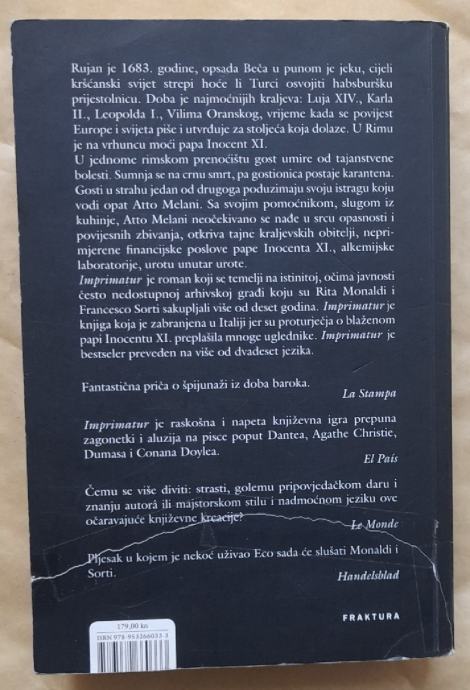 Rujan je 1683. godine, opsada Beča u punom je jeku, cijeli
kršćanski svijet strepi hoće li Turci osvojiti habsburšku
prijestolnicu. Doba je najmoćnijih kraljeva: Luja XIV., Karla
II., Leopolda I., Vilima Oranskog, vrijeme kada se povijest
Europe i svijeta piše i utvrđuje za stoljeća koja dolaze. U Rimu
je na vrhuncu moći papa Inocent XI.
U jednome rimskom prenoćištu gost umire od tajanstvene
bolesti. Sumnja se na crnu smrt, pa gostionica postaje karantena.
Gosti u strahu jedan od drugoga poduzimaju svoju istragu koju
vodi opat Atto Melani. Sa svojim pomoćnikom, slugom iz
kuhinje, Atto Melani neočekivano se nađe u srcu opasnosti i
povijesnih zbivanja, otkriva tajne kraljevskih obitelji, nepri-
mjerene financijske poslove pape Inocenta XI., alkemijske
laboratorije, urotu unutar urote.
Imprimatur je roman koji se temelji na istinitoj, očima javnosti
često nedostupnoj arhivskoj građi koju su Rita Monaldi i
Francesco Sorti sakupljali više od deset godina. Imprimatur je
knjiga koja je zabranjena u Italiji jer su proturječja o blaženom
papi Inocentu XI. preplašila mnoge uglednike. Imprimatur je
bestseler preveden na više od dvadeset jezika.
Fantastična priča o špijunaži iz doba baroka.
La Stampa
Imprimatur je raskošna i napeta književna igra prepuna
zagonetki i aluzija na pisce poput Dantea, Agathe Christie,
Dumasa i Conana Doylea.
El País
Čemu se više diviti: strasti, golemu pripovjedačkom daru i
znanju autorâ ili majstorskom stilu i nadmoćnom jeziku ove
očaravajuće književne kreacije?
Le Monde
Pljesak u kojem je nekoć uživao Eco sada će slušati Monaldi i
Sorti.
Handelsblad
FRAKTURA
179,00 kn
ISBN 978-953266033-3